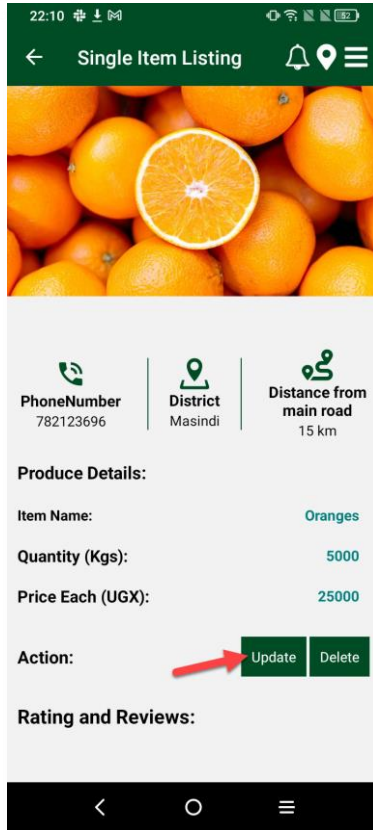 22:10
52
Single Item Listing
PhoneNumber
782123696
District
Masindi
Distance from
main road
15 km
Produce Details:
Item Name: Oranges
Quantity (Kgs): 5000
Price Each (UGX): 25000
Action: Update Delete
Rating and Reviews: